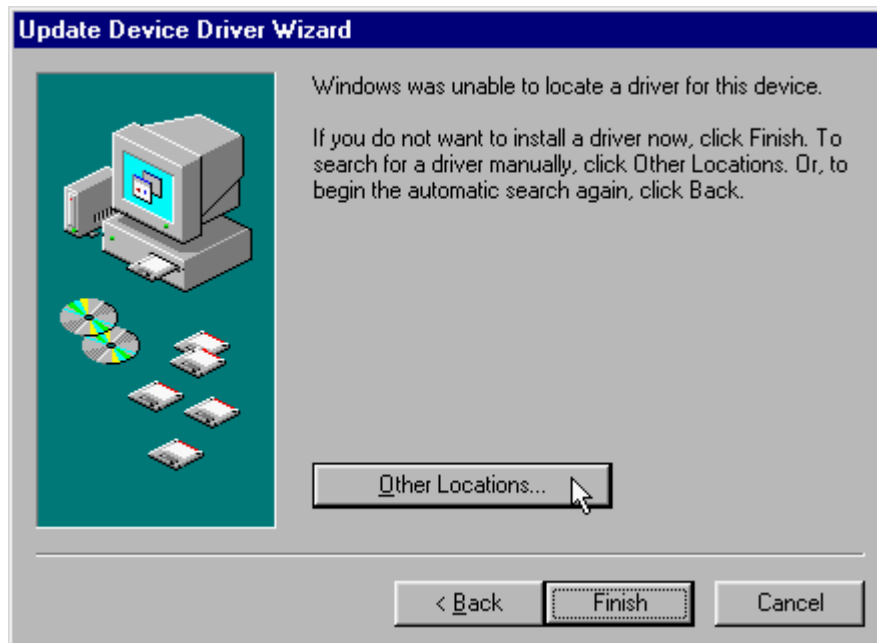 Update Device Driver Wizard
Windows was unable to locate a driver for this device.
If you do not want to install a driver now, click Finish. To
search for a driver manually, click Other Locations. Or, to
begin the automatic search again, click Back.
Other Locations...
< Back
Finish
Cancel